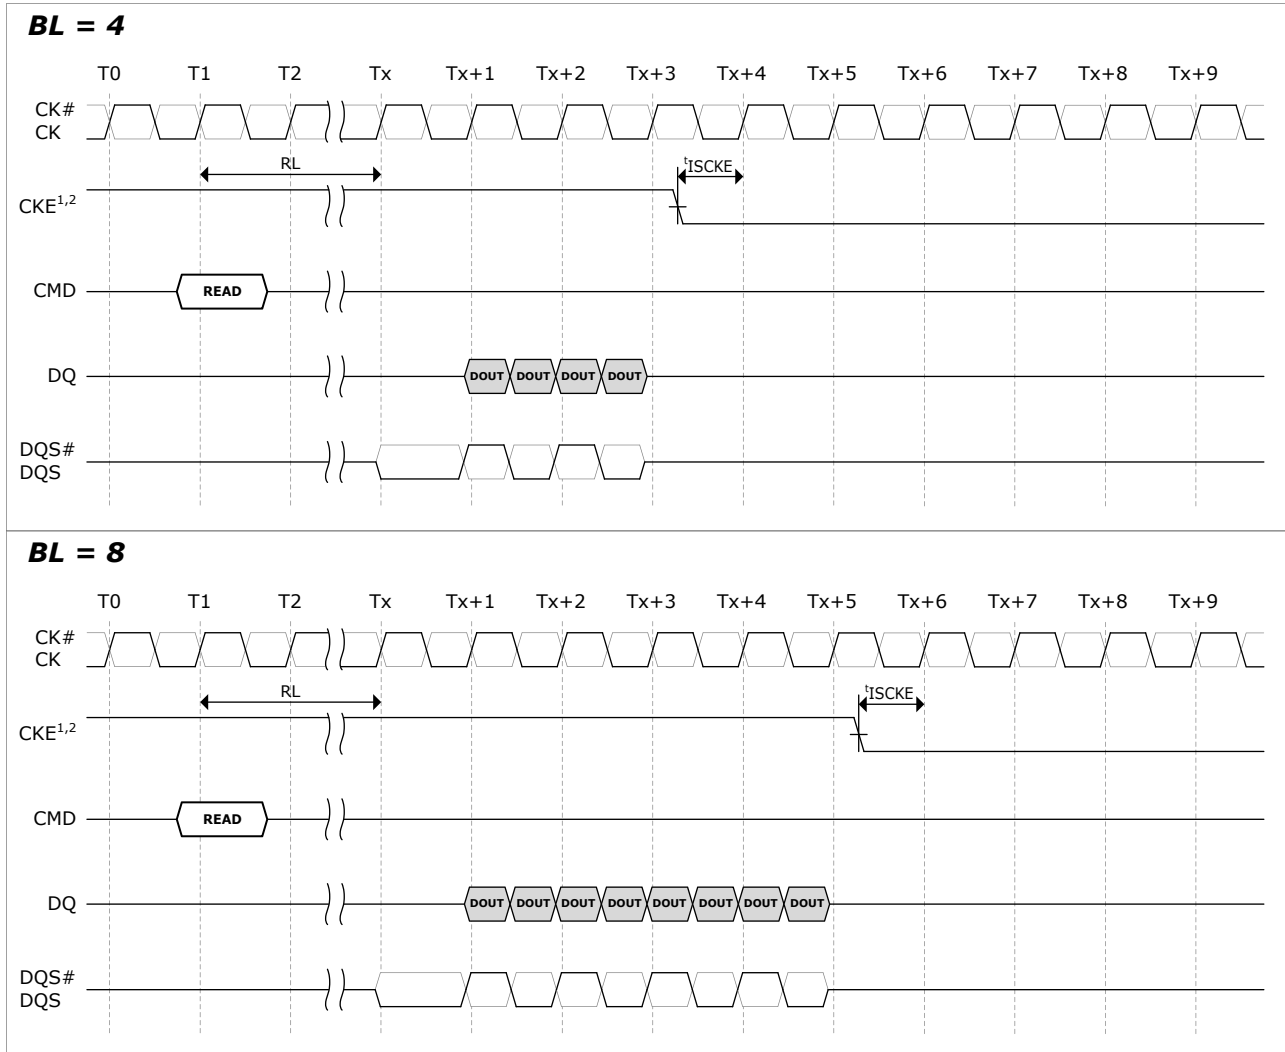 BL = 4
T0 T1 T2 Tx Tx+1 Tx+2 Tx+3 Tx+4 Tx+5 Tx+6 Tx+7 Tx+8 Tx+9
CK#
CK
RL
tISCKE
CKE1,2
CMD READ
DQ DOUT DOUT DOUT DOUT
DQS#
DQS
BL = 8
T0 T1 T2 Tx Tx+1 Tx+2 Tx+3 Tx+4 Tx+5 Tx+6 Tx+7 Tx+8 Tx+9
CK#
CK
RL
tISCKE
CKE1,2
CMD READ
DQ DOUT DOUT DOUT DOUT DOUT DOUT DOUT DOUT
DQS#
DQS